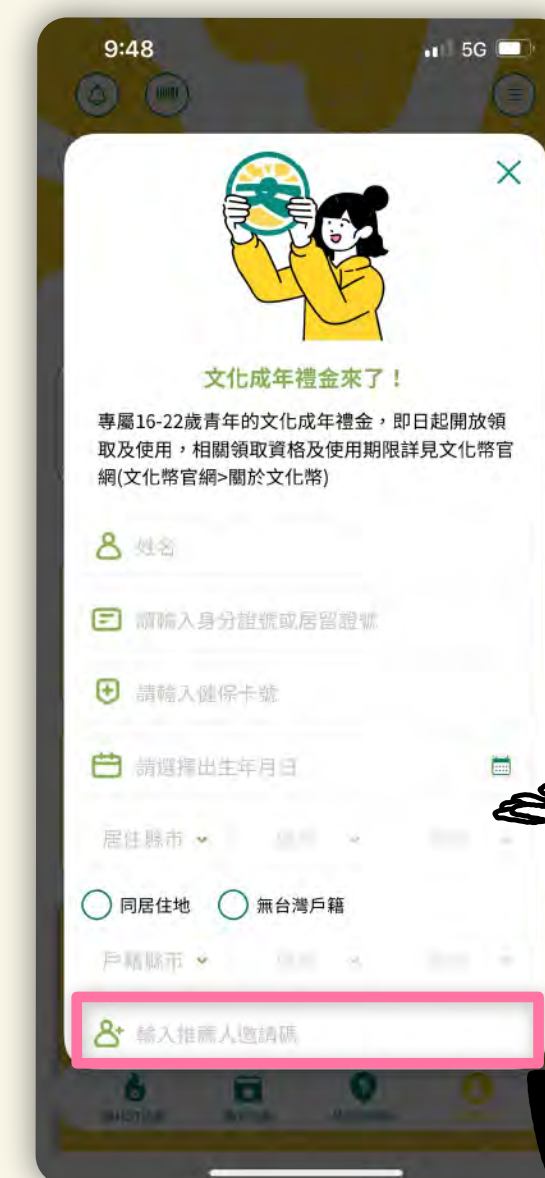 9:48
5G
文化成年禮金來了！
專屬16-22歲青年的文化成年禮金，即日起開放領
取及使用，相關領取資格及使用期限詳見文化幣官
網(文化幣官網>關於文化幣)
姓名
請輸入身分證號或居留證號
請輸入健保卡號
請選擇出生年月日
居住縣市
同居住地 無台灣戶籍
戶籍縣市
輸入推薦人邀請碼